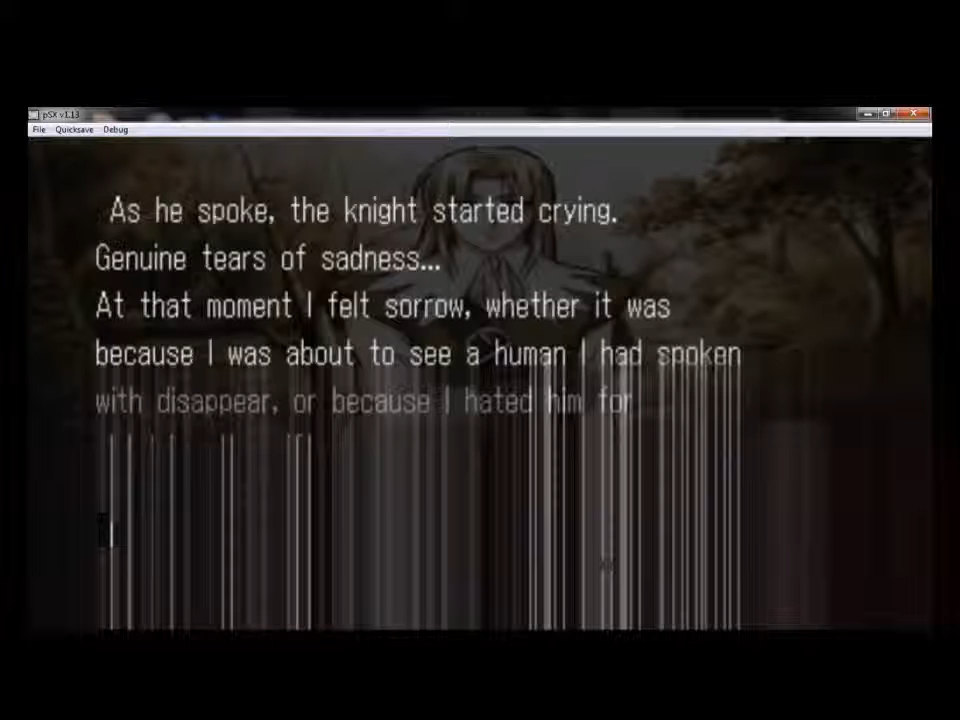 pSX v1.13
File Quicksave Debug
As he spoke, the knight started crying.
Genuine tears of sadness...
At that moment I felt sorrow, whether it was
because I was about to see a human I had spoken
with disappear, or because I hated him for